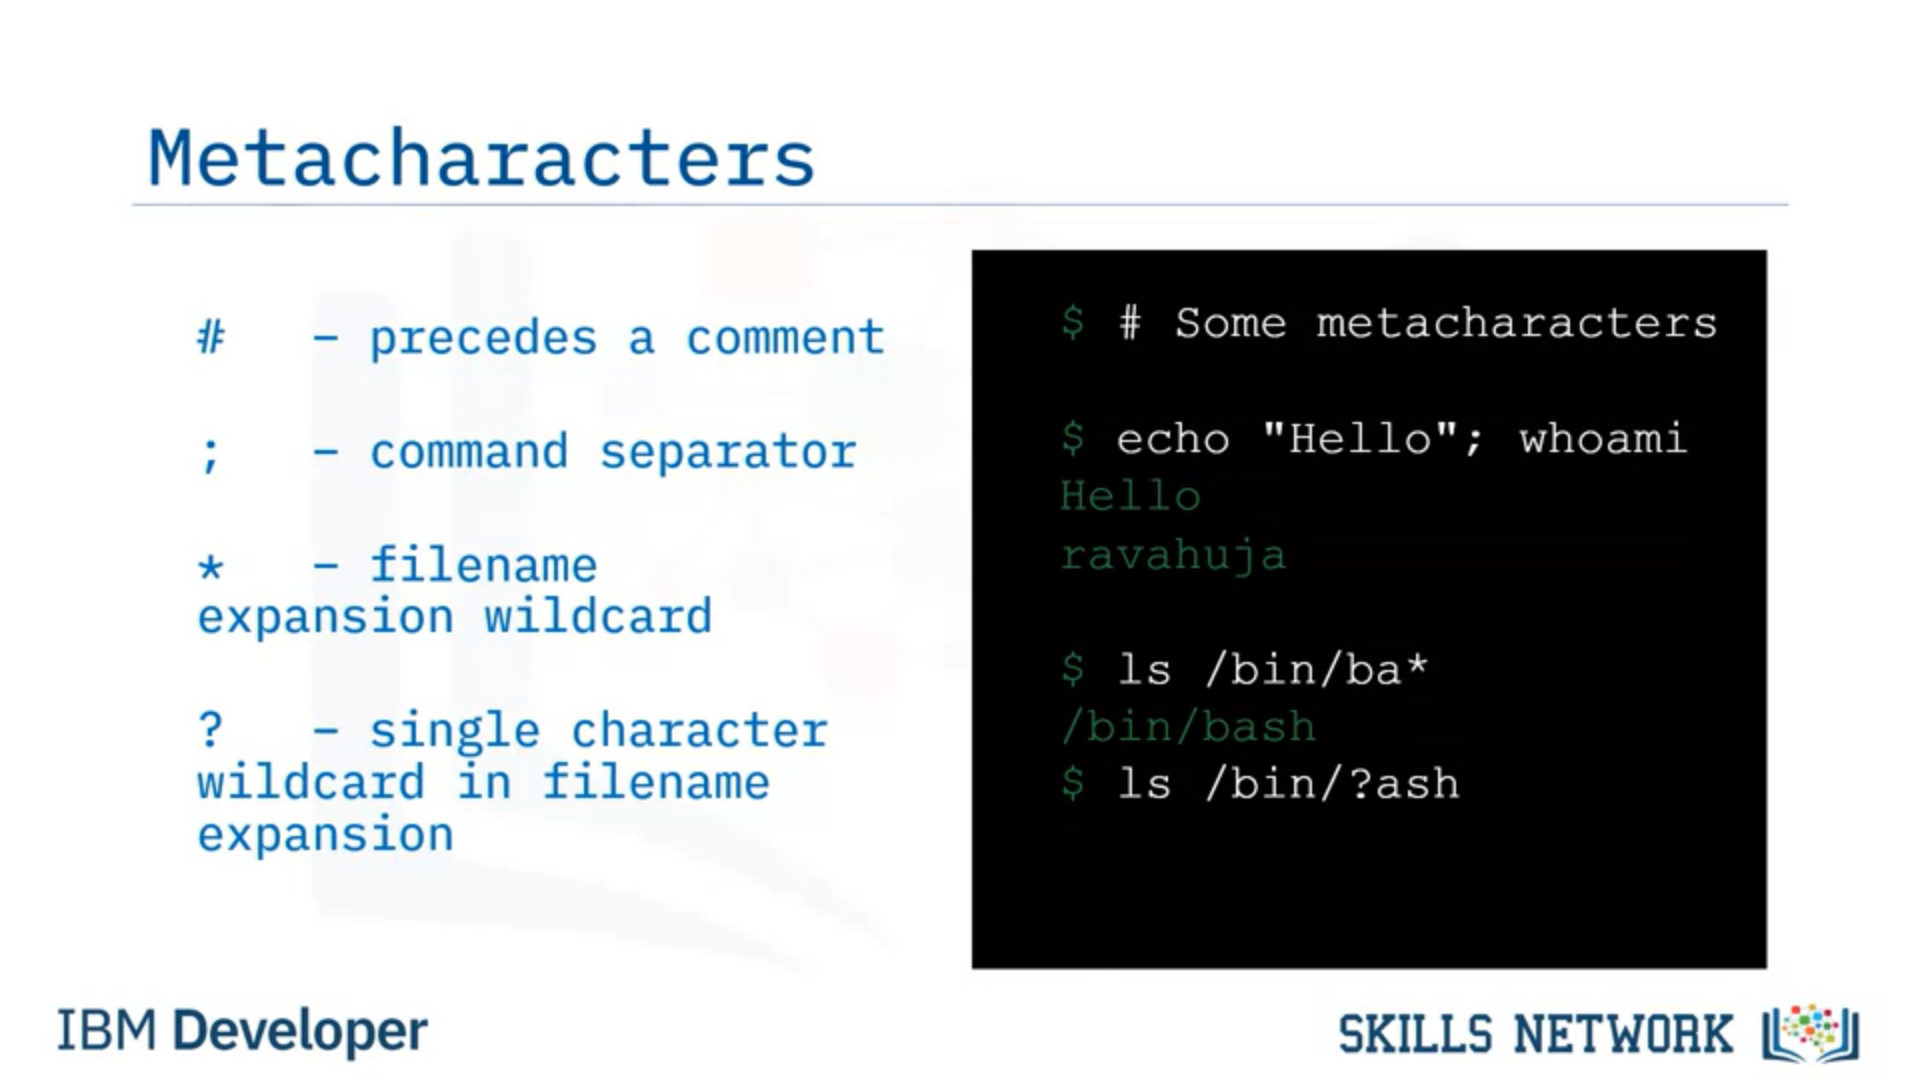 Metacharacters
# – precedes a comment
; – command separator
* – filename
expansion wildcard
? – single character
wildcard in filename
expansion
$ # Some metacharacters
$ echo "Hello"; whoami
Hello
ravahuja
$ ls /bin/ba*
/bin/bash
$ ls /bin/?ash
IBM Developer
SKILLS NETWORK